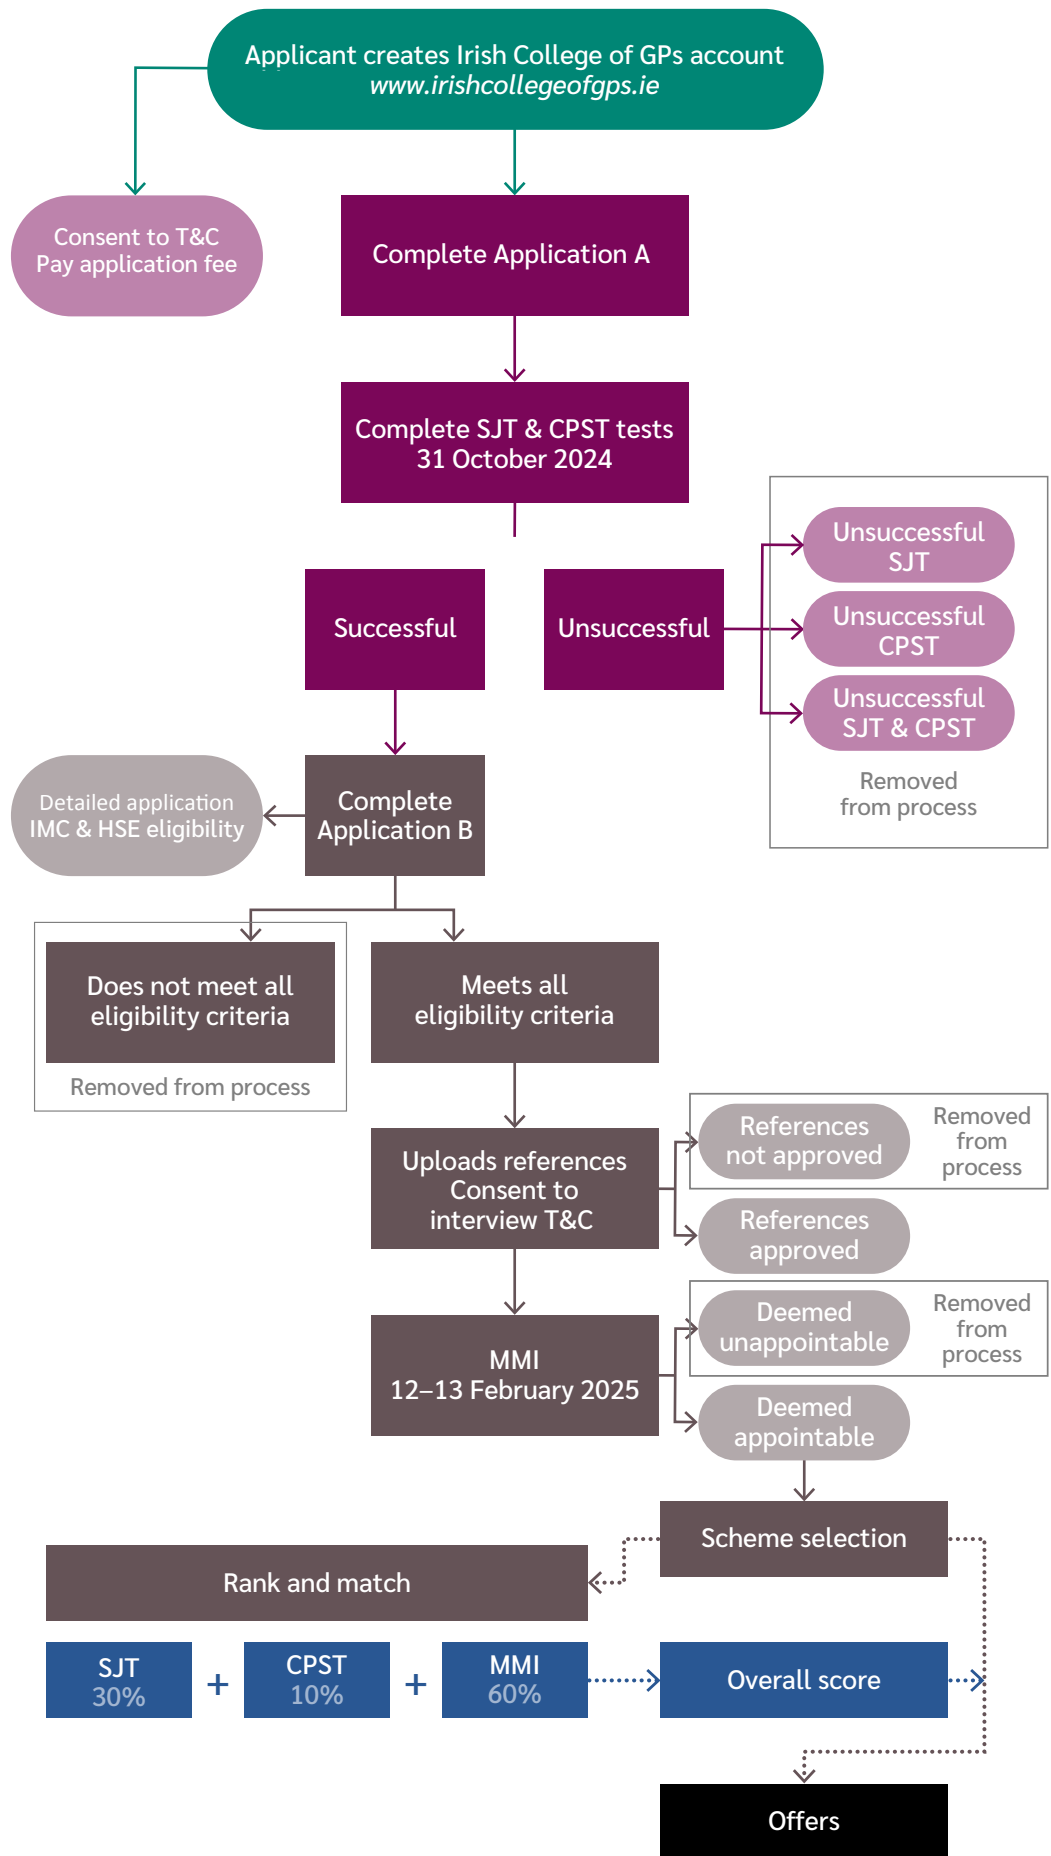 Applicant creates Irish College of GPs account
www.irishcollegeofgps.ie
Consent to T&C
Pay application fee
Complete Application A
Complete SJT & CPST tests
31 October 2024
Successful
Unsuccessful
Unsuccessful
SJT
Unsuccessful
CPST
Unsuccessful
SJT & CPST
Removed
from process
Detailed application
IMC & HSE eligibility
Complete
Application B
Does not meet all
eligibility criteria
Removed from process
Meets all
eligibility criteria
Uploads references
Consent to
interview T&C
References
not approved
Removed
from
process
References
approved
MMI
12–13 February 2025
Deemed
unappointable
Removed
from
process
Deemed
appointable
Scheme selection
Rank and match
SJT
30%
+
CPST
10%
+
MMI
60%
Overall score
Offers